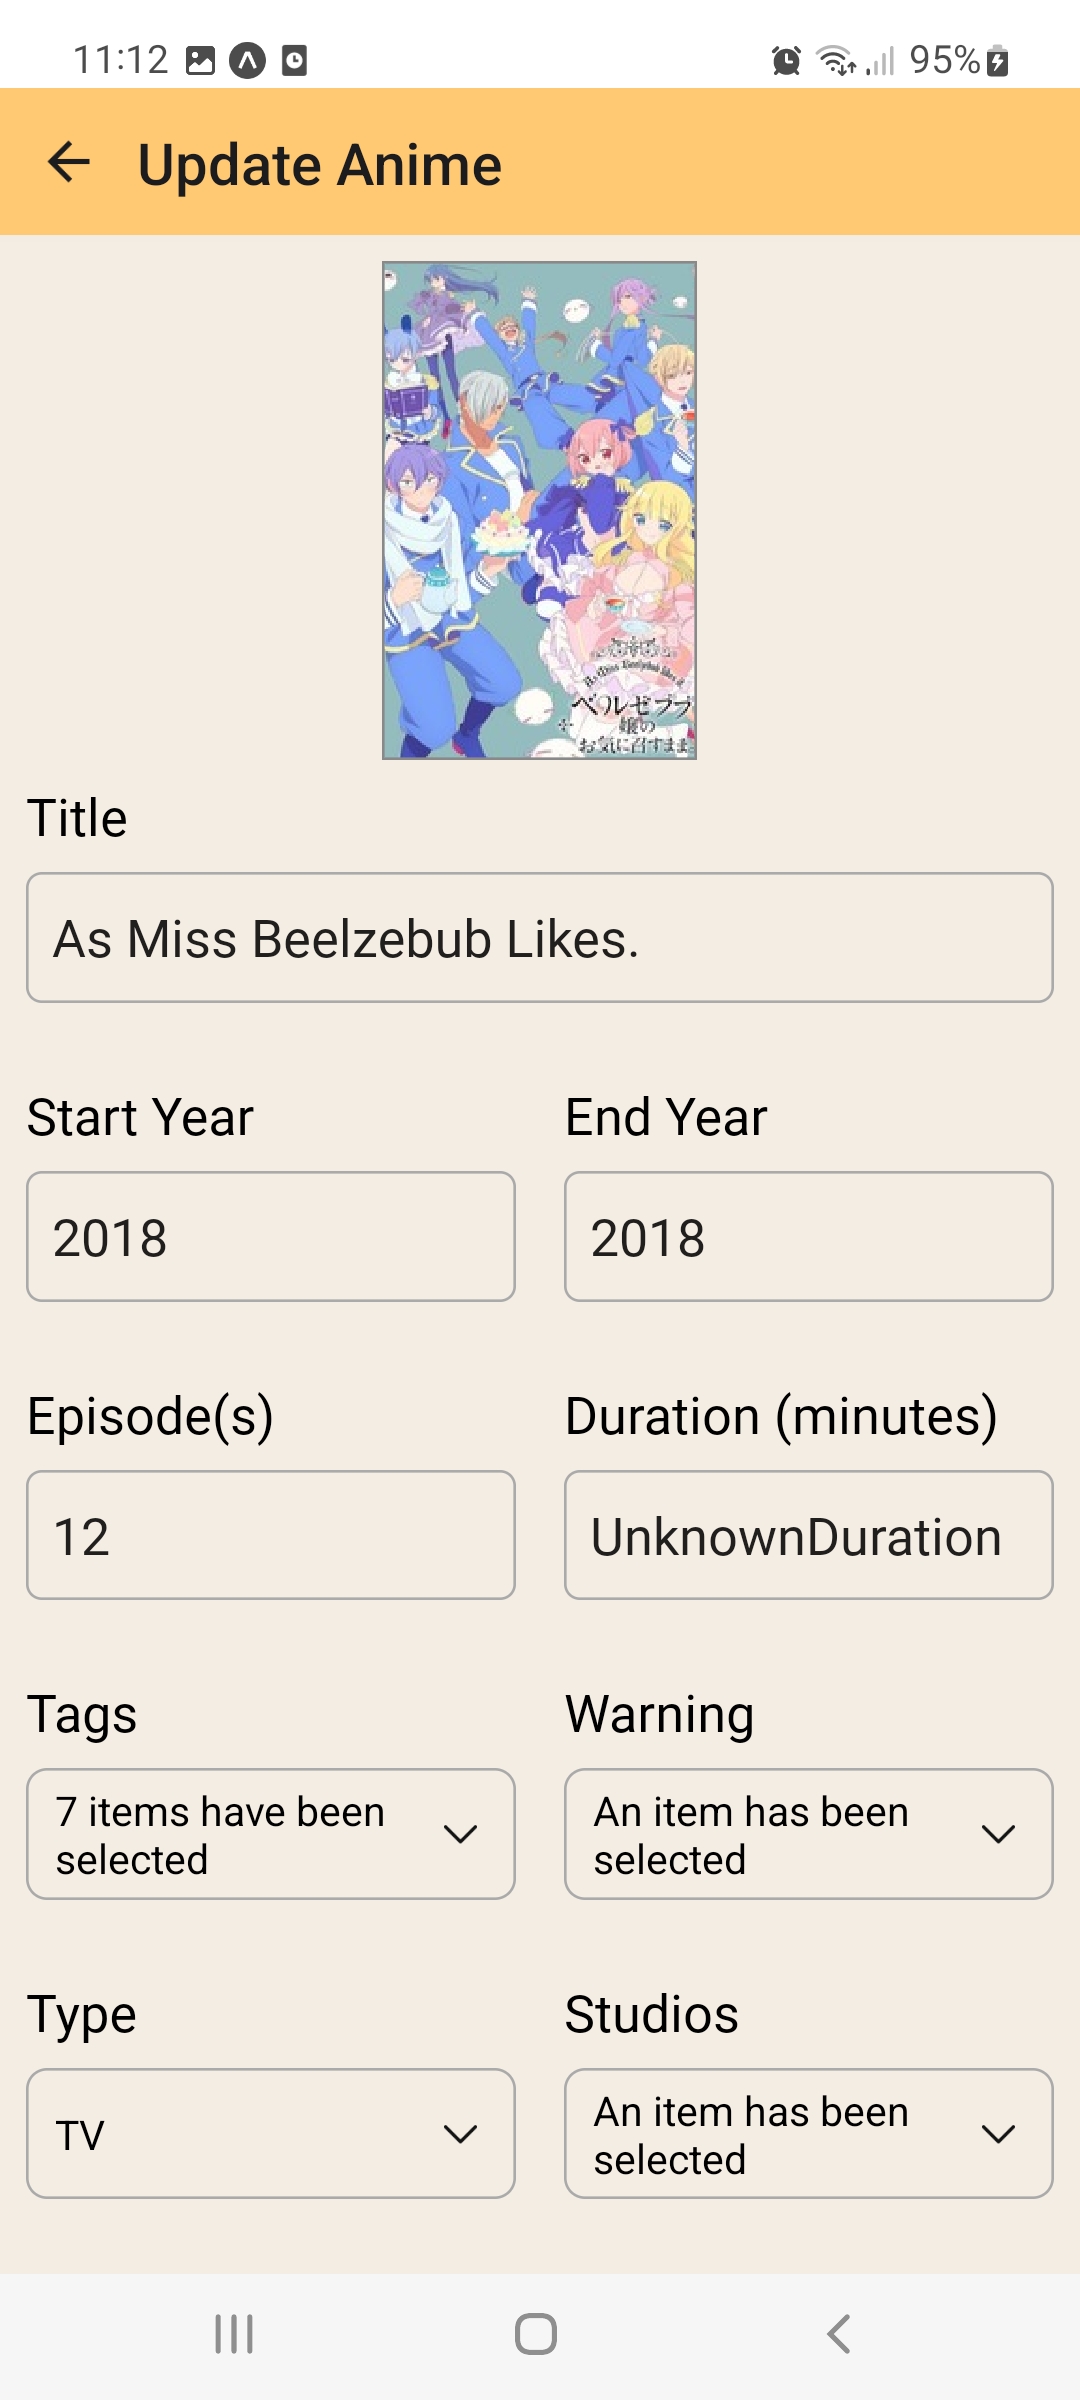 11:12
95%
Update Anime
ベルゼブブ
嬢の
お気に召すまま
Title
As Miss Beelzebub Likes.
Start Year
End Year
2018
2018
Episode(s)
Duration (minutes)
12
UnknownDuration
Tags
Warning
7 items have been
selected
An item has been
selected
Type
Studios
TV
An item has been
selected